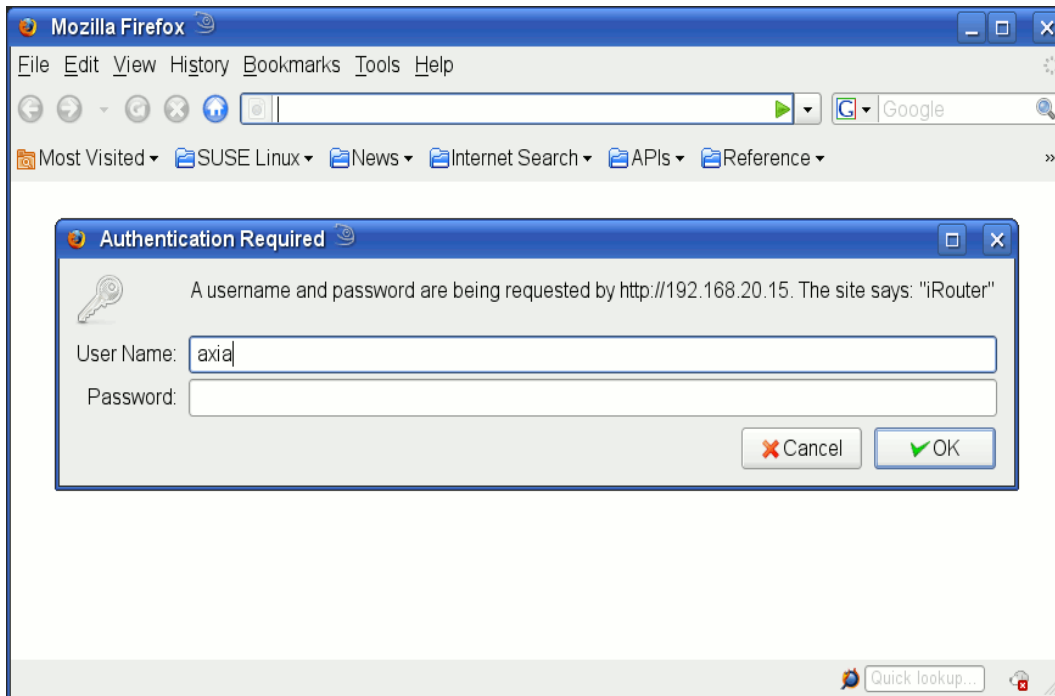 Mozilla Firefox
File Edit View History Bookmarks Tools Help
G Google
Most Visited SUSE Linux News Internet Search APIs Reference »
Authentication Required
A username and password are being requested by http://192.168.20.15. The site says: "iRouter"
User Name: axia
Password:
Cancel OK
Quick lookup...